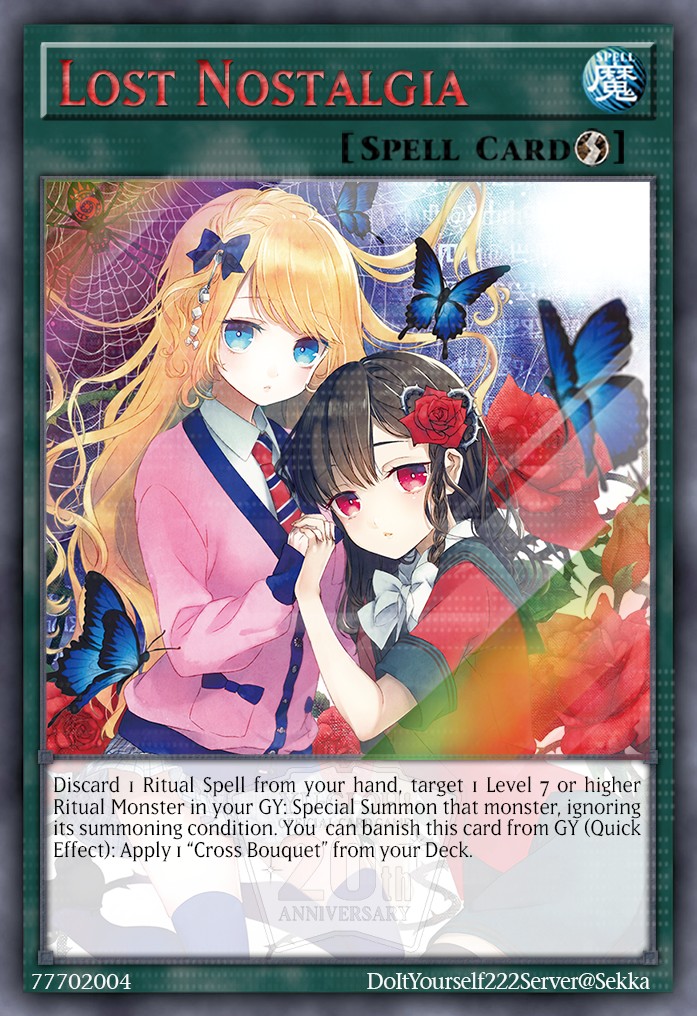 Lost Nostalgia
SPELL
魔
[Spell Card]
Discard 1 Ritual Spell from your hand, target 1 Level 7 or higher
Ritual Monster in your GY: Special Summon that monster, ignoring
its summoning condition. You can banish this card from GY (Quick
Effect): Apply 1 “Cross Bouquet” from your Deck.
20th
ANNIVERSARY
77702004
DoItYourself222Server@Sekka